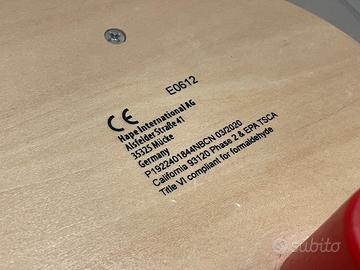 E0612
CE
Hape International AG
Alsfelder Straße 41
35325 Mücke
Germany
P1922401844NBCN 03/2020
California 93120 Phase 2 & EPA TSCA
Title VI compliant for formaldehyde
subito